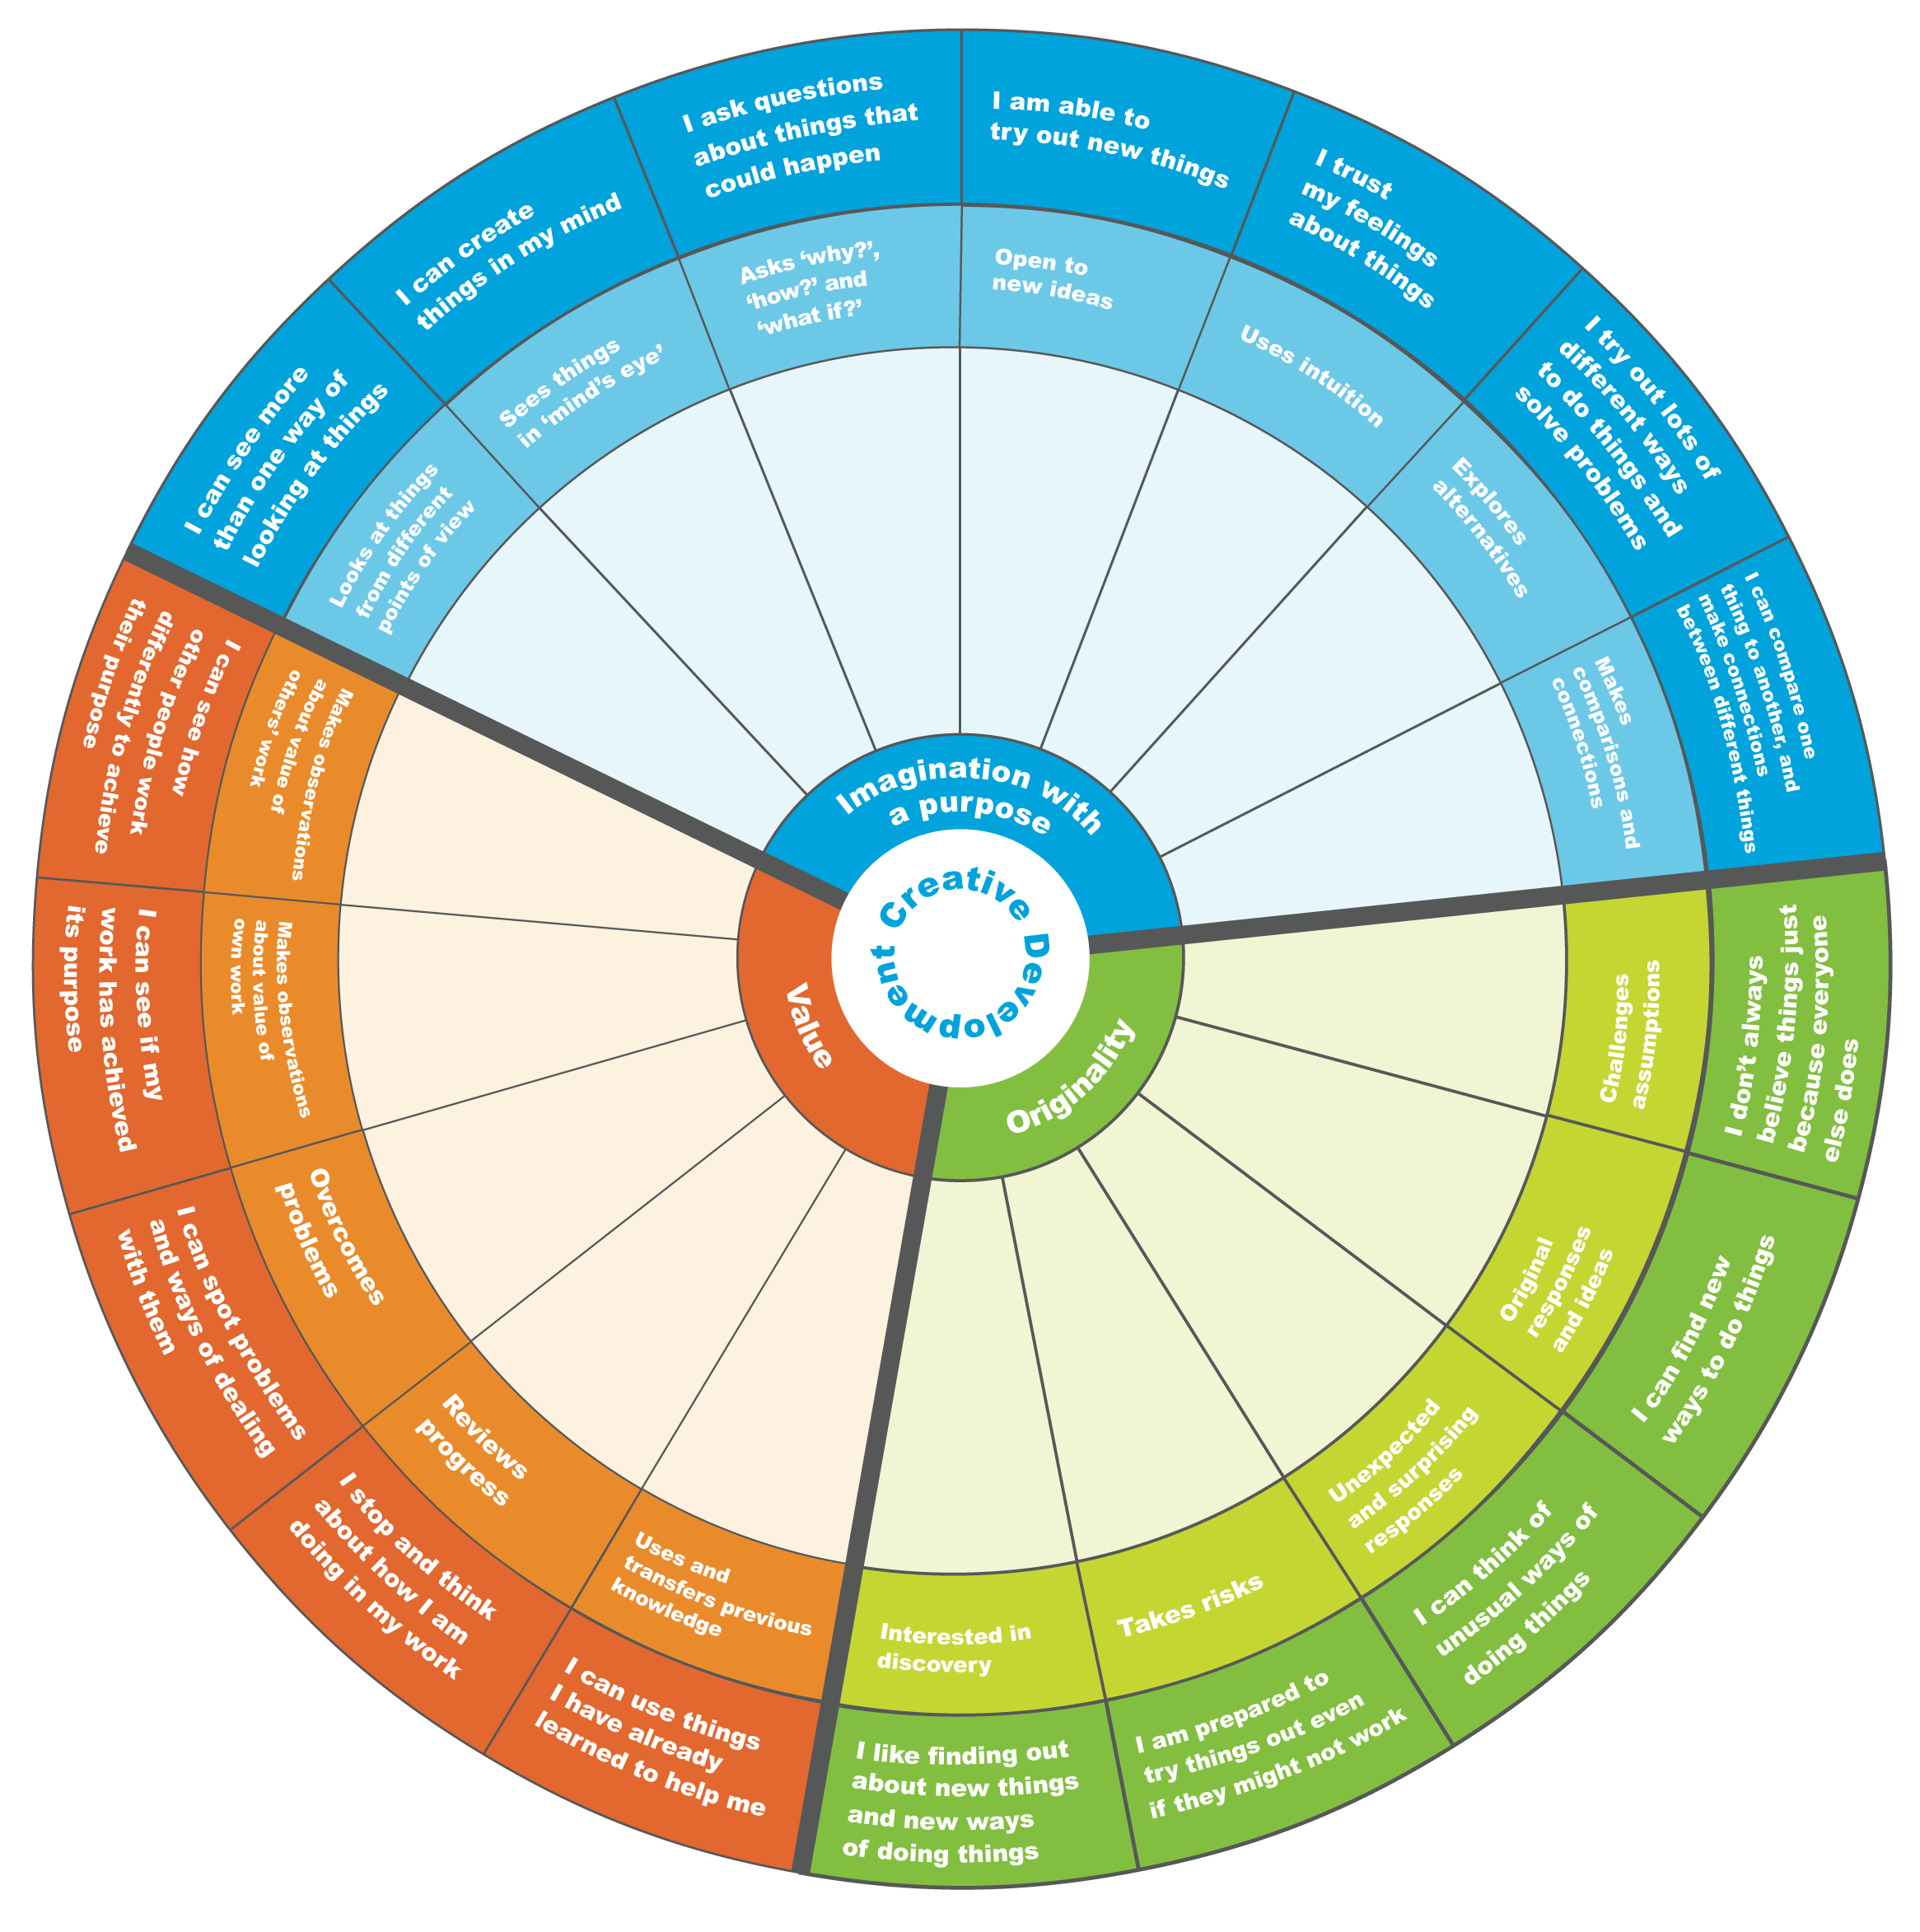 Creative Development
Imagination with
a purpose
Originality
Value
I can see more
than one way of
looking at things
Looks at things
from different
points of view
I can create
things in my mind
Sees things
in ‘mind’s eye’
I ask questions
about things that
could happen
Asks ‘why?’,
‘how?’ and
‘what if?’
I am able to
try out new things
Open to
new ideas
I trust
my feelings
about things
Uses intuition
I try out lots of
different ways
to do things and
solve problems
Explores
alternatives
I can compare one
thing to another, and
make connections
between different things
Makes
comparisons and
connections
Challenges
assumptions
I don’t always
believe things just
because everyone
else does
Original
responses
and ideas
I can find new
ways to do things
Unexpected
and surprising
responses
I can think of
unusual ways of
doing things
Takes risks
I am prepared to
try things out even
if they might not work
Interested in
discovery
I like finding out
about new things
and new ways
of doing things
Uses and
transfers previous
knowledge
I can use things
I have already
learned to help me
Reviews
progress
I stop and think
about how I am
doing in my work
Overcomes
problems
I can spot problems
and ways of dealing
with them
Makes observations
about value of
own work
I can see if my
work has achieved
its purpose
Makes observations
about value of
others’ work
I can see how
other people work
differently to achieve
their purpose